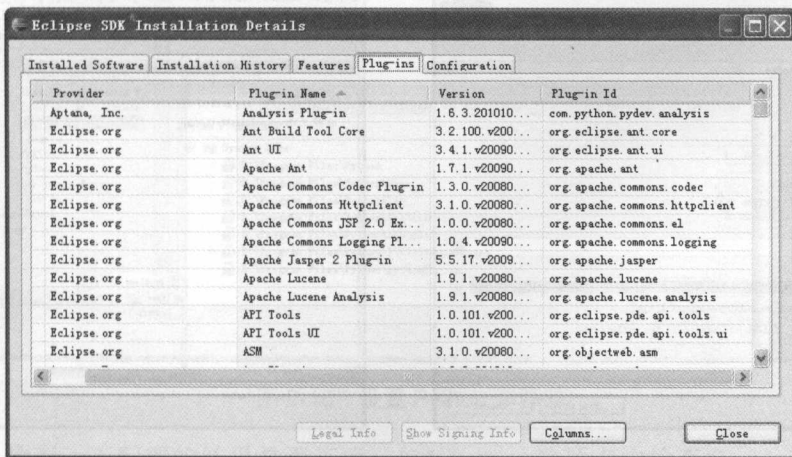 Eclipse SDK Installation Details
Installed Software Installation History Features Plug-ins Configuration
Provider Plug-in Name Version Plug-in Id
Aptana, Inc. Analysis Plug-in 1.6.3.201010... com.python.pydev.analysis
Eclipse.org Ant Build Tool Core 3.2.100.v200... org.eclipse.ant.core
Eclipse.org Ant UI 3.4.1.v20090... org.eclipse.ant.ui
Eclipse.org Apache Ant 1.7.1.v20090... org.apache.ant
Eclipse.org Apache Commons Codec Plug-in 1.3.0.v20080... org.apache.commons.codec
Eclipse.org Apache Commons Httpclient 3.1.0.v20080... org.apache.commons.httpclient
Eclipse.org Apache Commons JSP 2.0 Ex... 1.0.0.v20080... org.apache.commons.el
Eclipse.org Apache Commons Logging Pl... 1.0.4.v20090... org.apache.commons.logging
Eclipse.org Apache Jasper 2 Plug-in 5.5.17.v2009... org.apache.jasper
Eclipse.org Apache Lucene 1.9.1.v20080... org.apache.lucene
Eclipse.org Apache Lucene Analysis 1.9.1.v20080... org.apache.lucene.analysis
Eclipse.org API Tools 1.0.101.v200... org.eclipse.pde.api.tools
Eclipse.org API Tools UI 1.0.101.v200... org.eclipse.pde.api.tools.ui
Eclipse.org ASM 3.1.0.v20080... org.objectweb.asm
Legal Info Show Signing Info Columns... Close